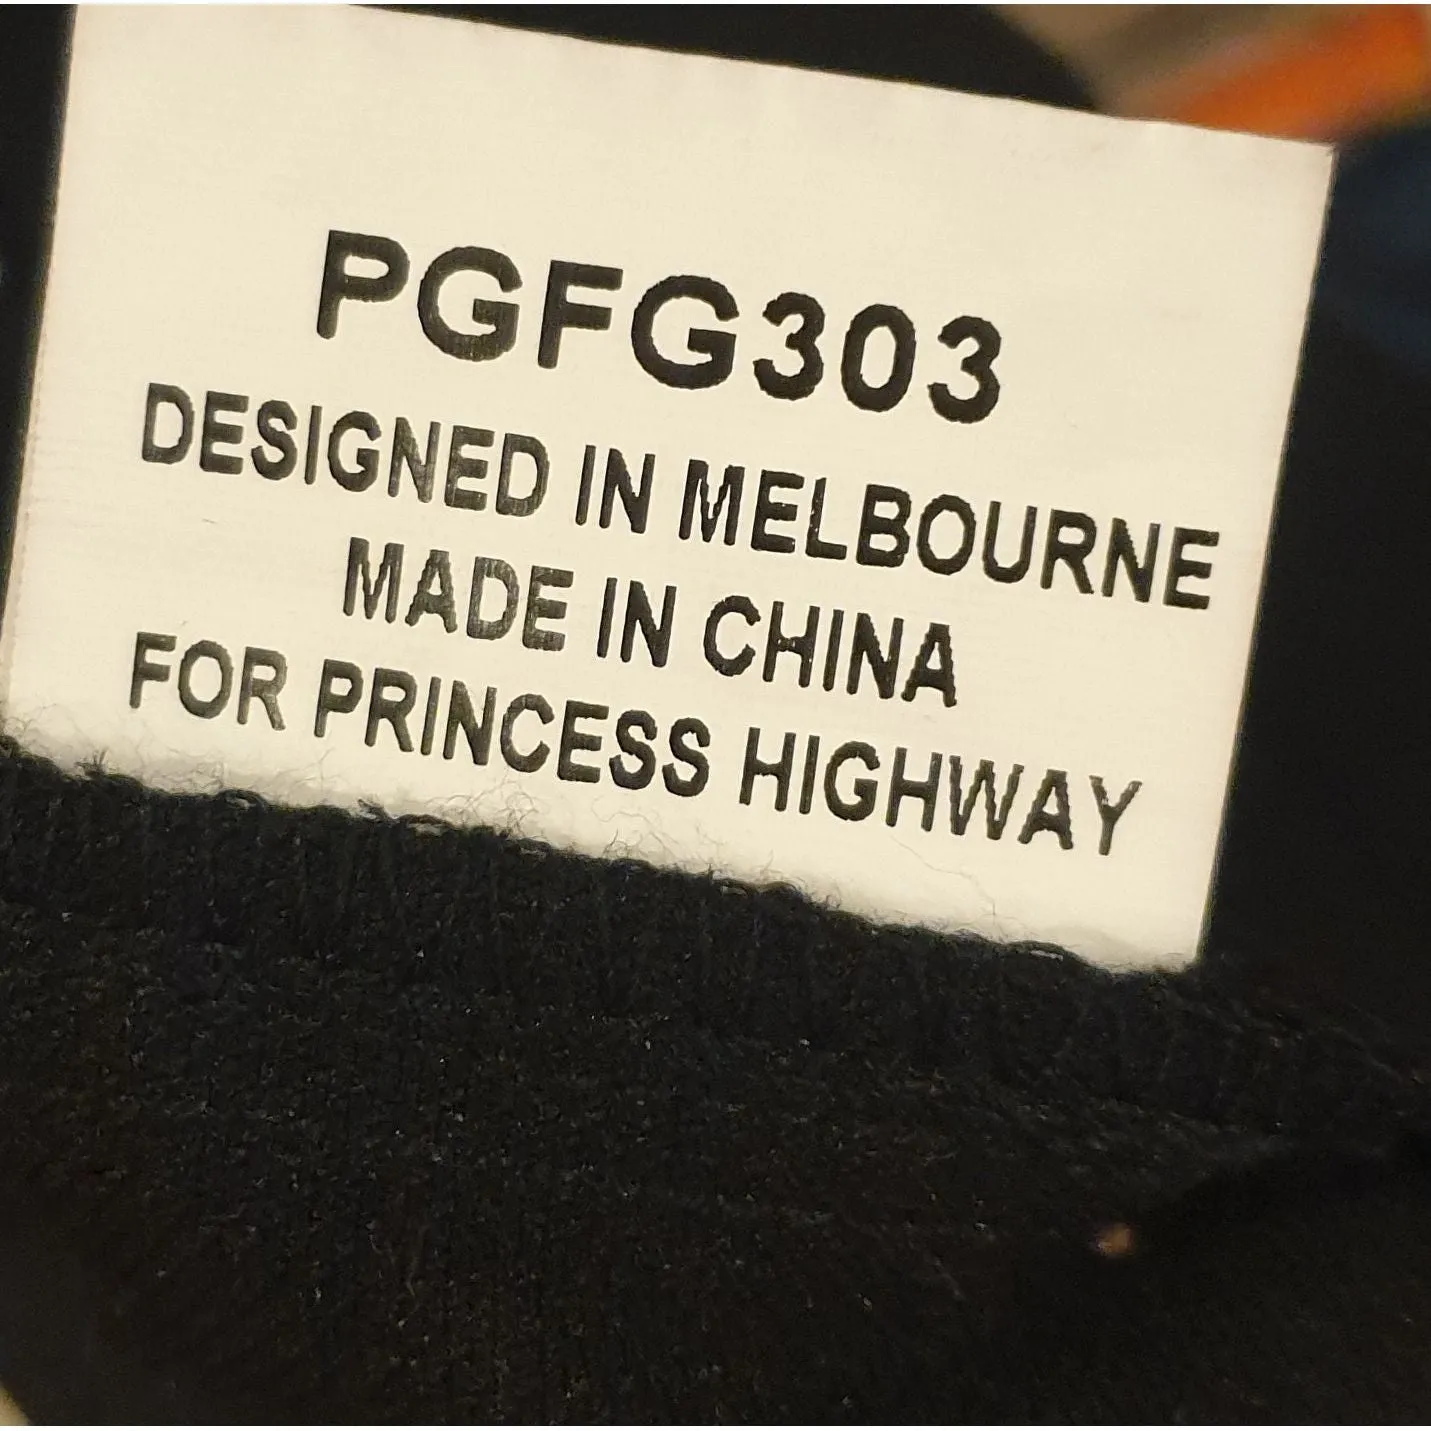 PGFG303
DESIGNED IN MELBOURNE
MADE IN CHINA
FOR PRINCESS HIGHWAY